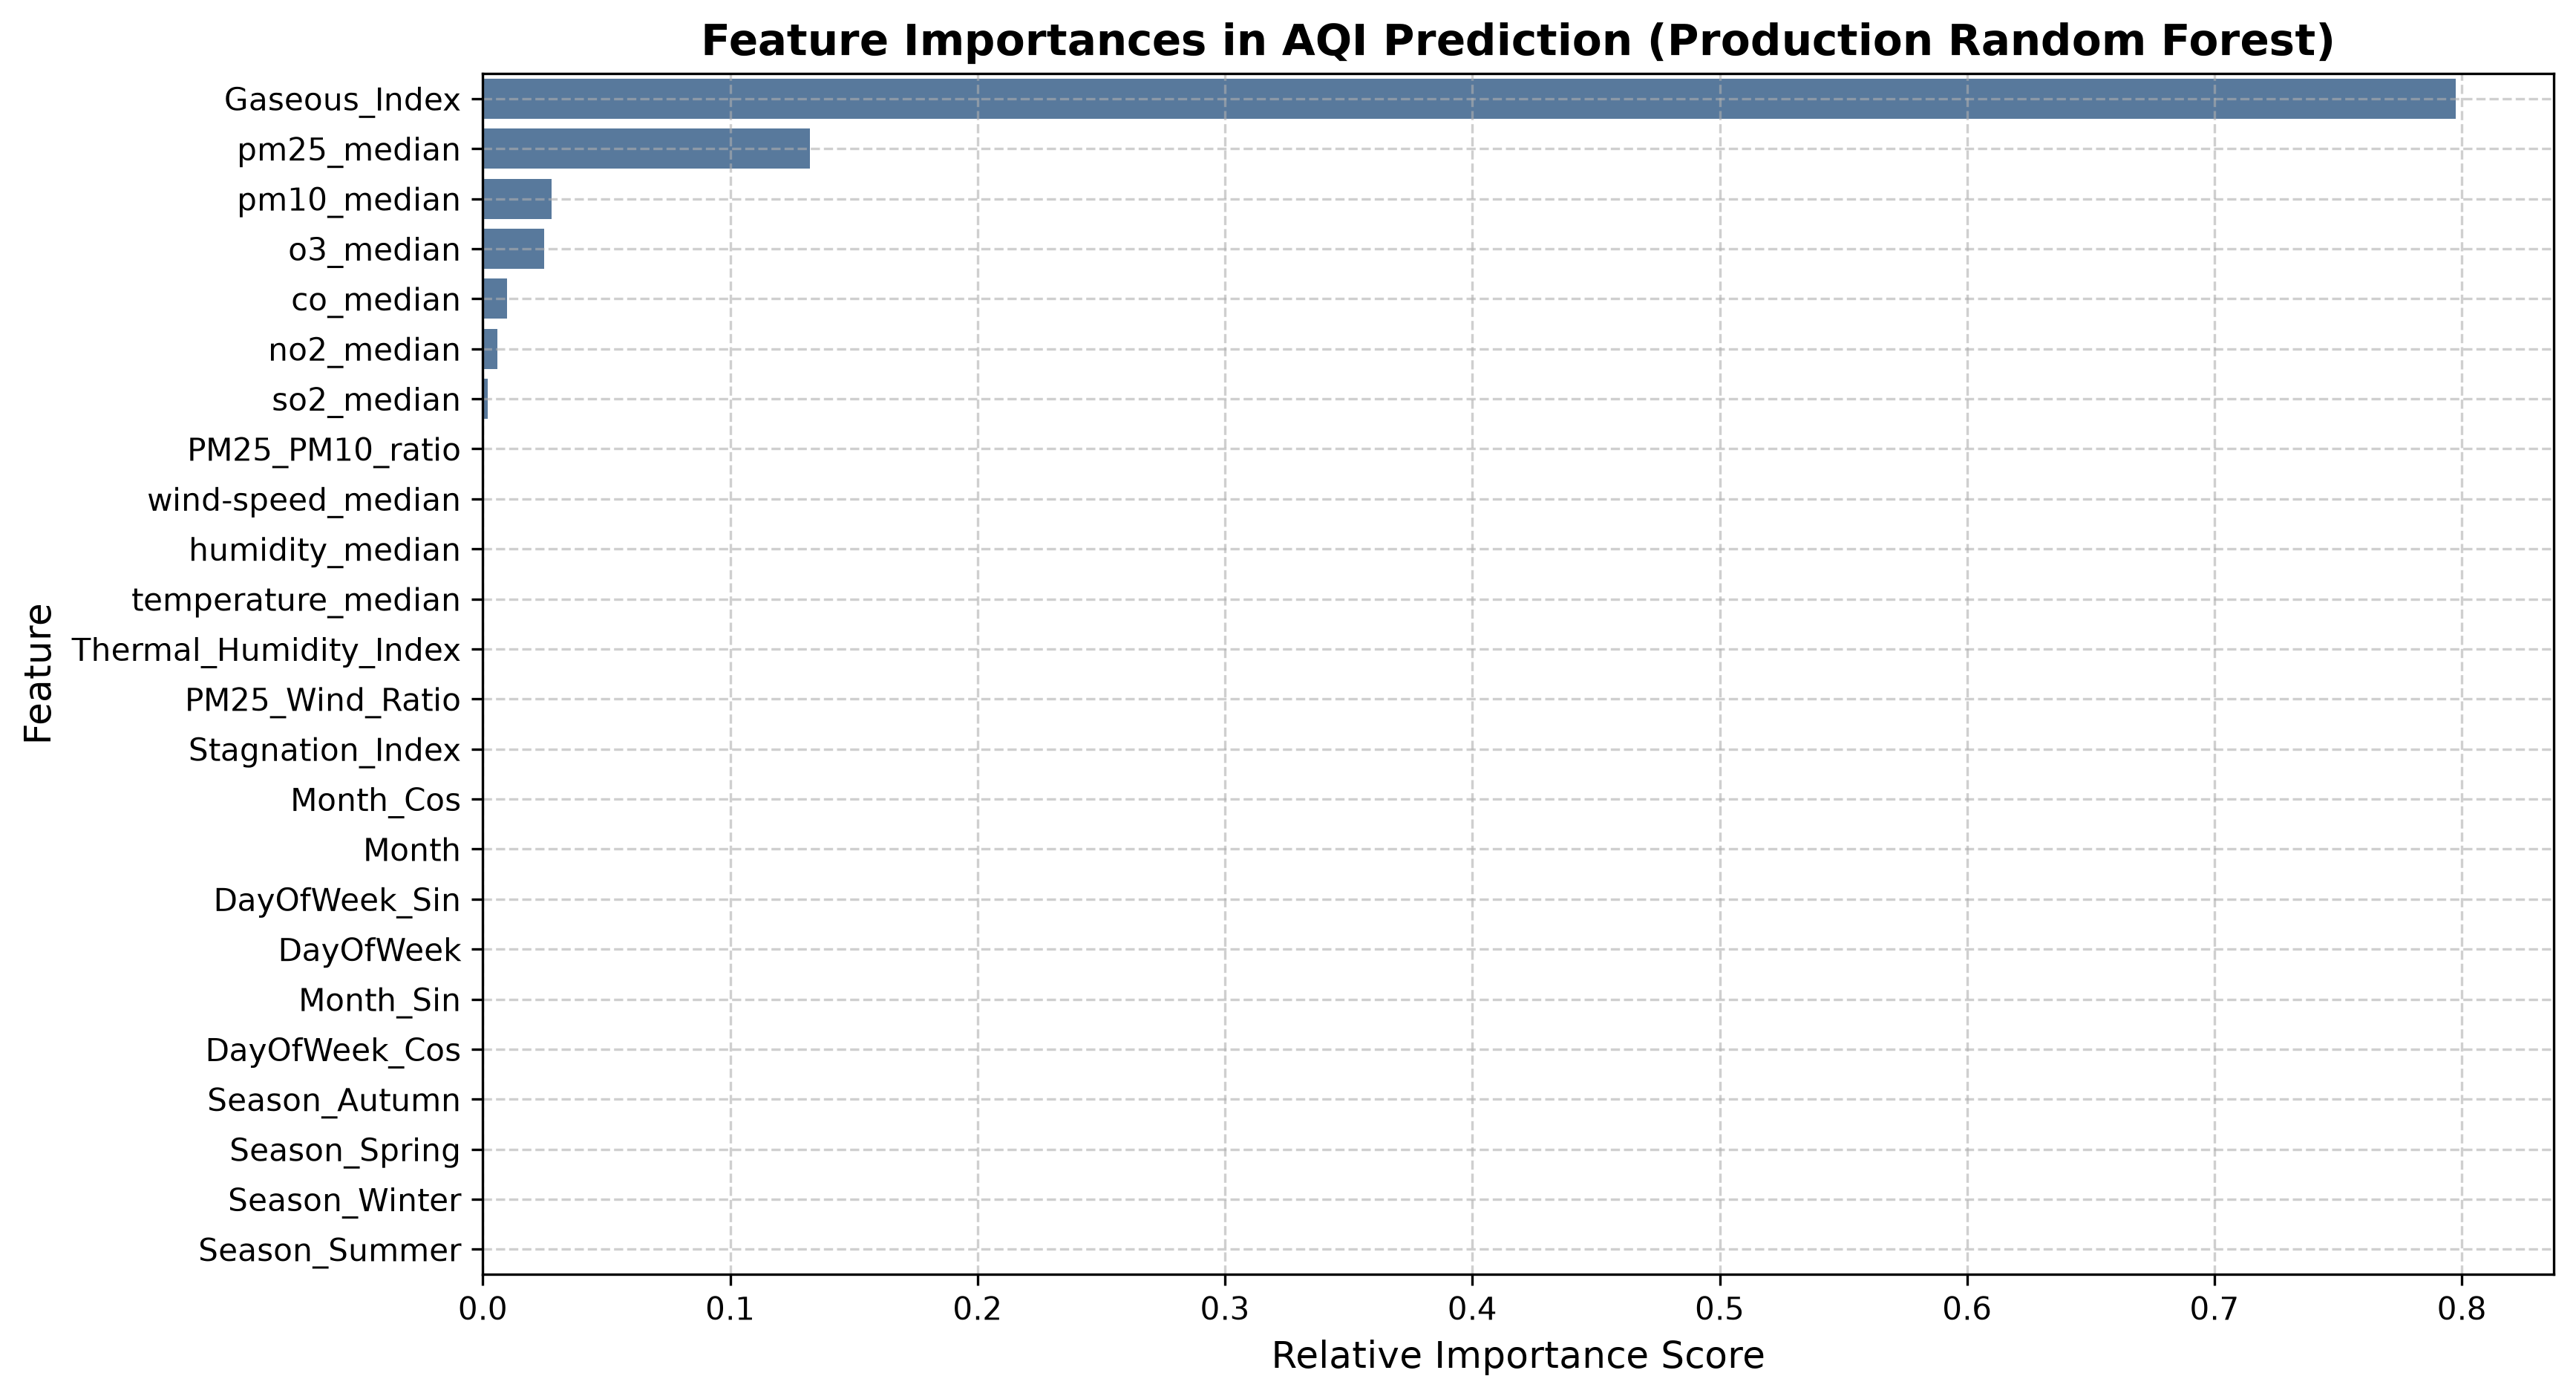 Feature Importances in AQI Prediction (Production Random Forest)
Feature
Gaseous_Index
pm25_median
pm10_median
o3_median
co_median
no2_median
so2_median
PM25_PM10_ratio
wind-speed_median
humidity_median
temperature_median
Thermal_Humidity_Index
PM25_Wind_Ratio
Stagnation_Index
Month_Cos
Month
DayOfWeek_Sin
DayOfWeek
Month_Sin
DayOfWeek_Cos
Season_Autumn
Season_Spring
Season_Winter
Season_Summer
0.0 0.1 0.2 0.3 0.4 0.5 0.6 0.7 0.8
Relative Importance Score